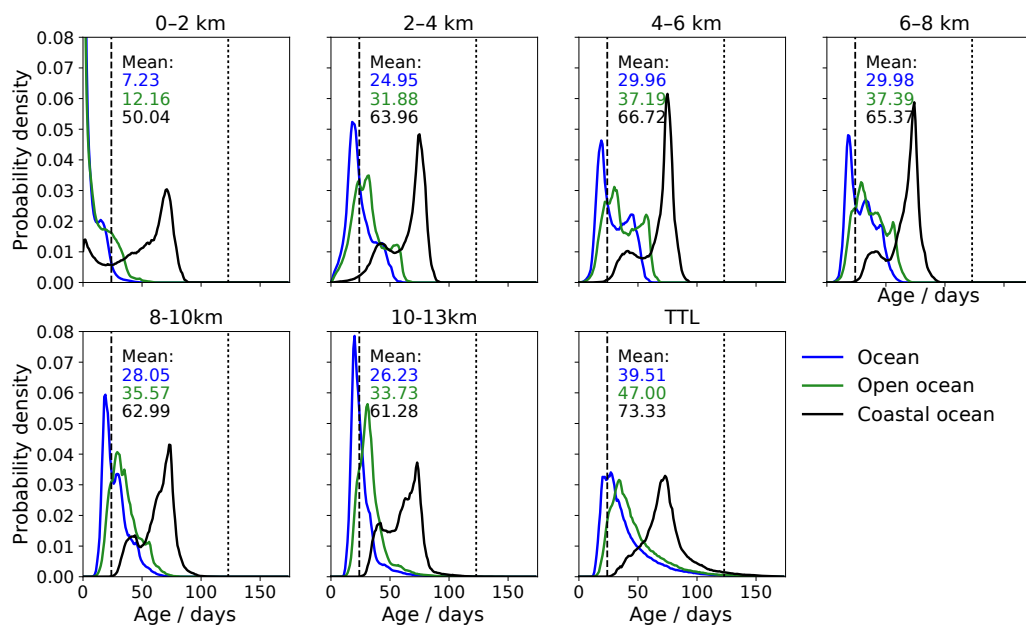 0–2 km
2–4 km
4–6 km
6–8 km
0.08
0.07
0.06
0.05
0.04
0.03
0.02
0.01
0.00
Probability density
Mean:
7.23
12.16
50.04
Mean:
24.95
31.88
63.96
Mean:
29.96
37.19
66.72
Mean:
29.98
37.39
65.37
Age / days
8-10km
10-13km
TTL
0.08
0.07
0.06
0.05
0.04
0.03
0.02
0.01
0.00
Probability density
Mean:
28.05
35.57
62.99
Mean:
26.23
33.73
61.28
Mean:
39.51
47.00
73.33
0 50 100 150
0 50 100 150
0 50 100 150
Age / days
Age / days
Age / days
Ocean
Open ocean
Coastal ocean